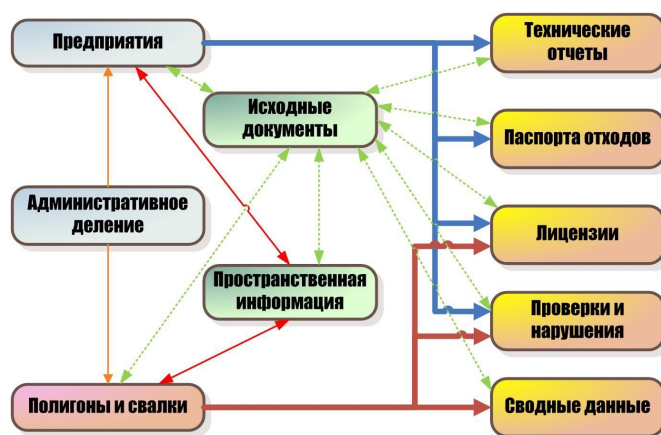 Предприятия
Технические
отчеты
Исходные
документы
Паспорта отходов
Административное
деление
Лицензии
Пространственная
информация
Проверки и
нарушения
Полигоны и свалки
Сводные данные